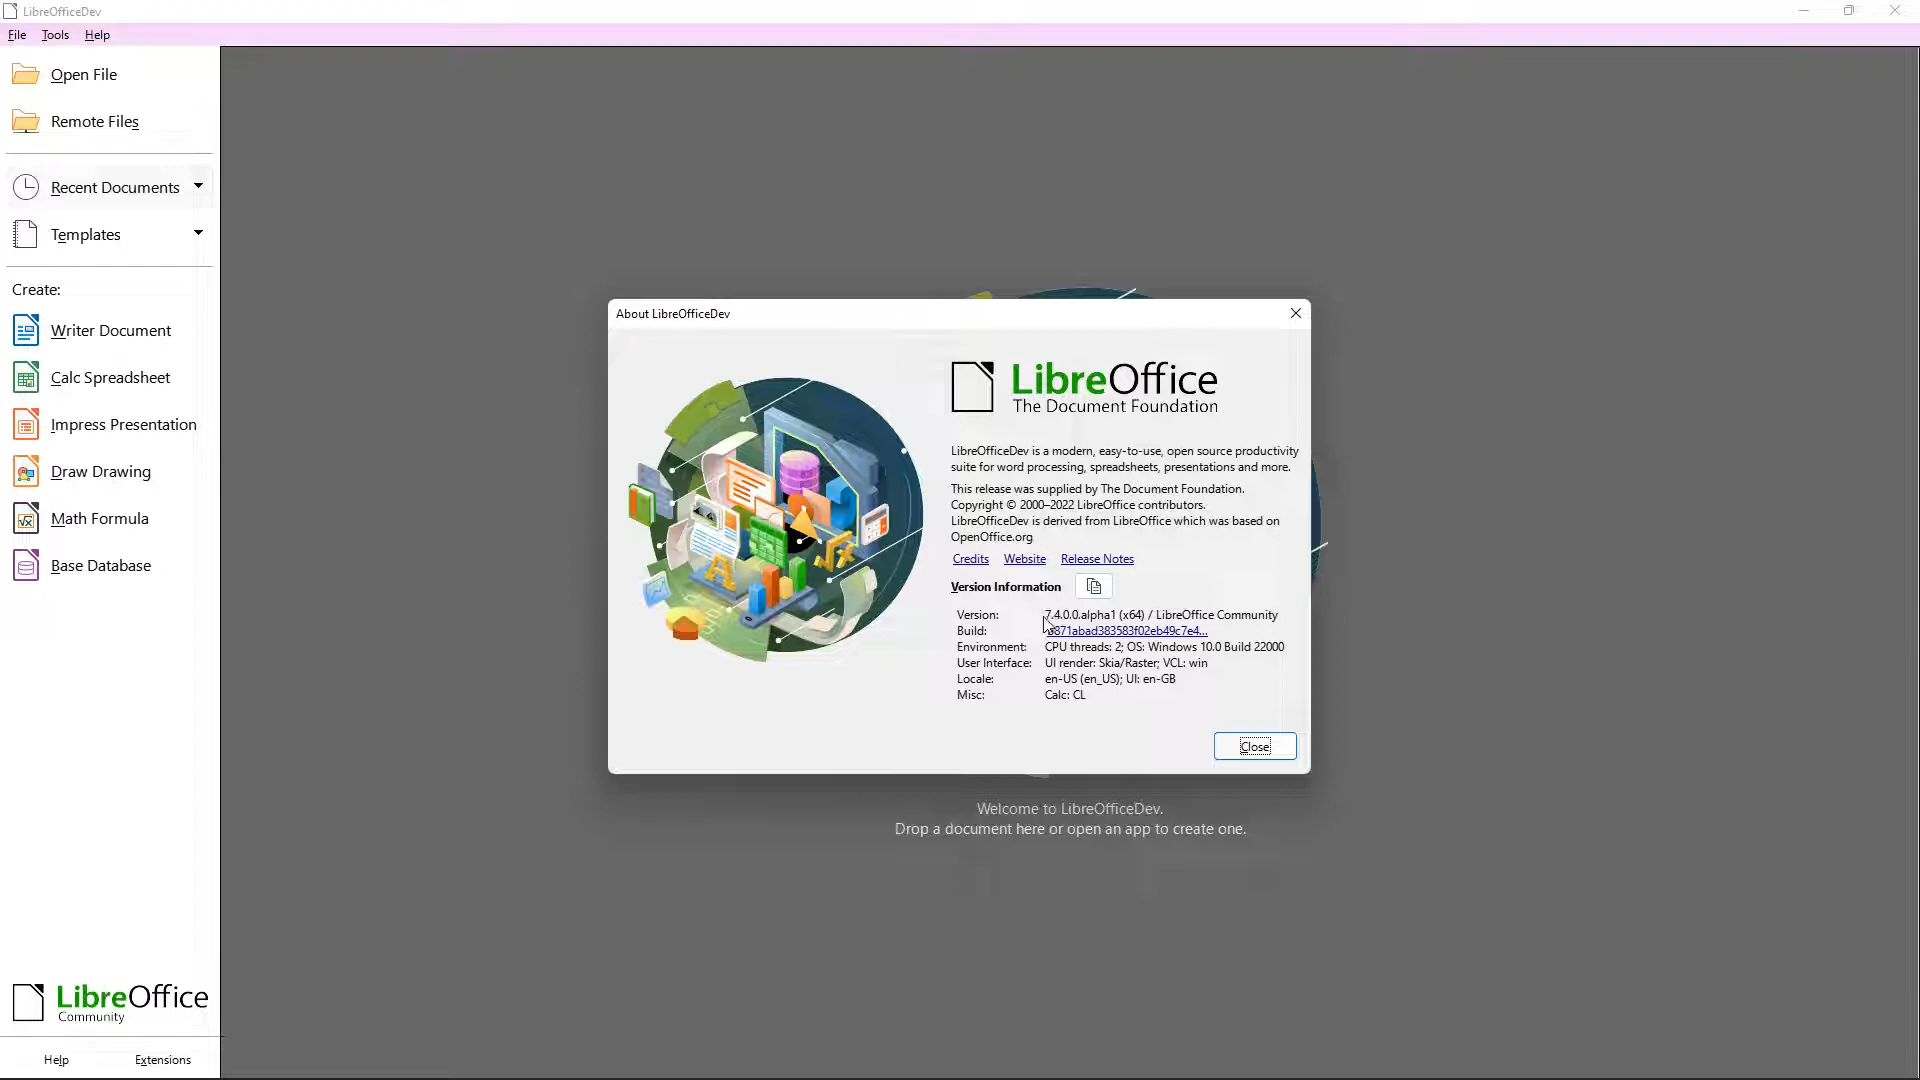 LibreOfficeDev
File Tools Help
Open File
Remote Files
Recent Documents
Templates
Create:
Writer Document
Calc Spreadsheet
Impress Presentation
Draw Drawing
Math Formula
Base Database
LibreOffice
Community
Help Extensions
About LibreOfficeDev
LibreOffice
The Document Foundation
LibreOfficeDev is a modern, easy-to-use, open source productivity
suite for word processing, spreadsheets, presentations and more.
This release was supplied by The Document Foundation.
Copyright © 2000–2022 LibreOffice contributors.
LibreOfficeDev is derived from LibreOffice which was based on
OpenOffice.org
Credits Website Release Notes
Version Information
Version: 7.4.0.0.alpha1 (x64) / LibreOffice Community
Build:
Environment: CPU threads: 2; OS: Windows 10.0 Build 22000
User Interface: UI render: Skia/Raster; VCL: win
Locale: en-US (en_US); UI: en-GB
Misc: Calc: CL
Close
Welcome to LibreOfficeDev.
Drop a document here or open an app to create one.